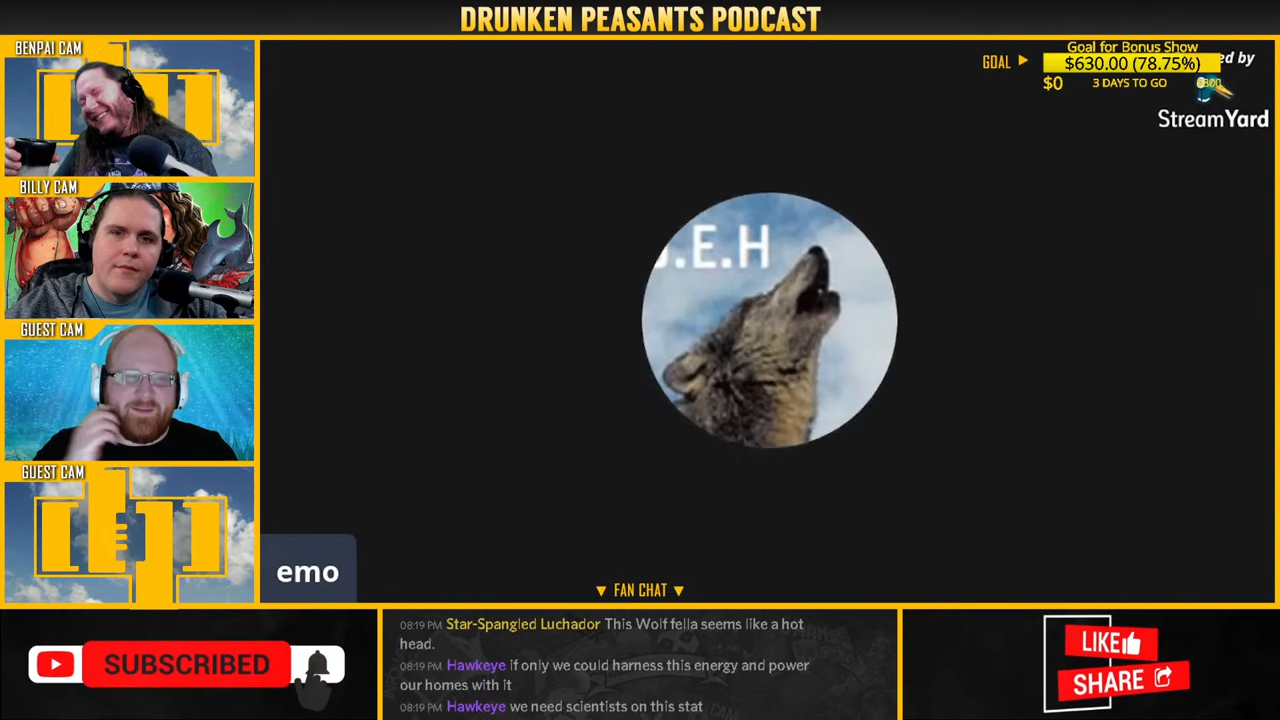 DRUNKEN PEASANTS PODCAST
BENPAI CAM
BILLY CAM
GUEST CAM
GUEST CAM
GOAL ▶
Goal for Bonus Show
$630.00 (78.75%)
ed by
$0
3 DAYS TO GO
StreamYard
.E.H
emo
▼ FAN CHAT ▼
SUBSCRIBED
08:19 PM Star-Spangled Luchador This Wolf fella seems like a hot
head.
08:19 PM Hawkeye if only we could harness this energy and power
our homes with it
08:19 PM Hawkeye we need scientists on this stat
LIKE
SHARE